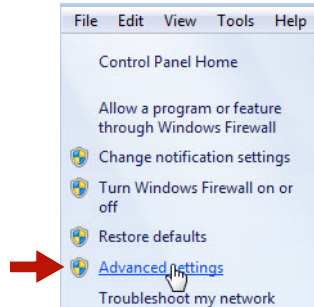 File Edit View Tools Help
Control Panel Home
Allow a program or feature
through Windows Firewall
Change notification settings
Turn Windows Firewall on or
off
Restore defaults
Advanced settings
Troubleshoot my network